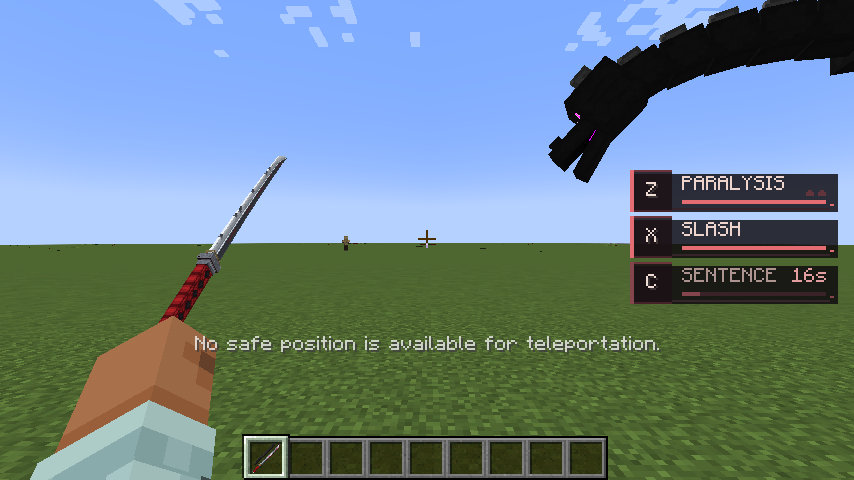 Z PARALYSIS
X SLASH
C SENTENCE 16s
No safe position is available for teleportation.